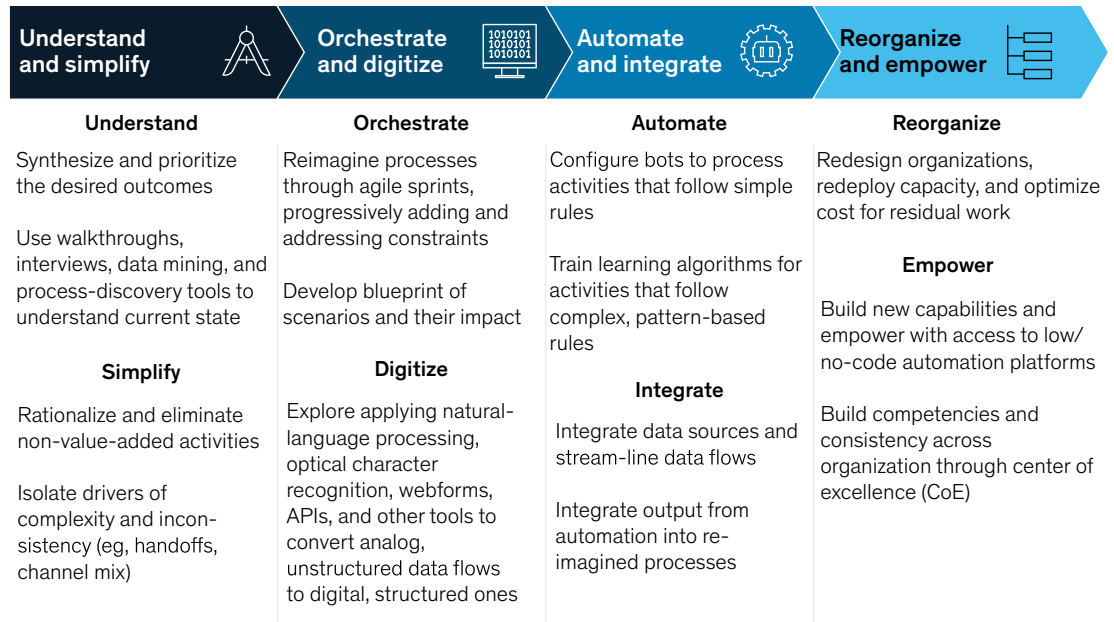 Understand
and simplify
1010101
1010101
1010101
Orchestrate
and digitize
Automate
and integrate
Reorganize
and empower
Understand
Synthesize and prioritize
the desired outcomes
Use walkthroughs,
interviews, data mining, and
process-discovery tools to
understand current state
Simplify
Rationalize and eliminate
non-value-added activities
Isolate drivers of
complexity and incon-
sistency (eg, handoffs,
channel mix)
Orchestrate
Reimagine processes
through agile sprints,
progressively adding and
addressing constraints
Develop blueprint of
scenarios and their impact
Digitize
Explore applying natural-
language processing,
optical character
recognition, webforms,
APIs, and other tools to
convert analog,
unstructured data flows
to digital, structured ones
Automate
Configure bots to process
activities that follow simple
rules
Train learning algorithms for
activities that follow
complex, pattern-based
rules
Integrate
Integrate data sources and
stream-line data flows
Integrate output from
automation into re-
imagined processes
Reorganize
Redesign organizations,
redeploy capacity, and optimize
cost for residual work
Empower
Build new capabilities and
empower with access to low/
no-code automation platforms
Build competencies and
consistency across
organization through center of
excellence (CoE)